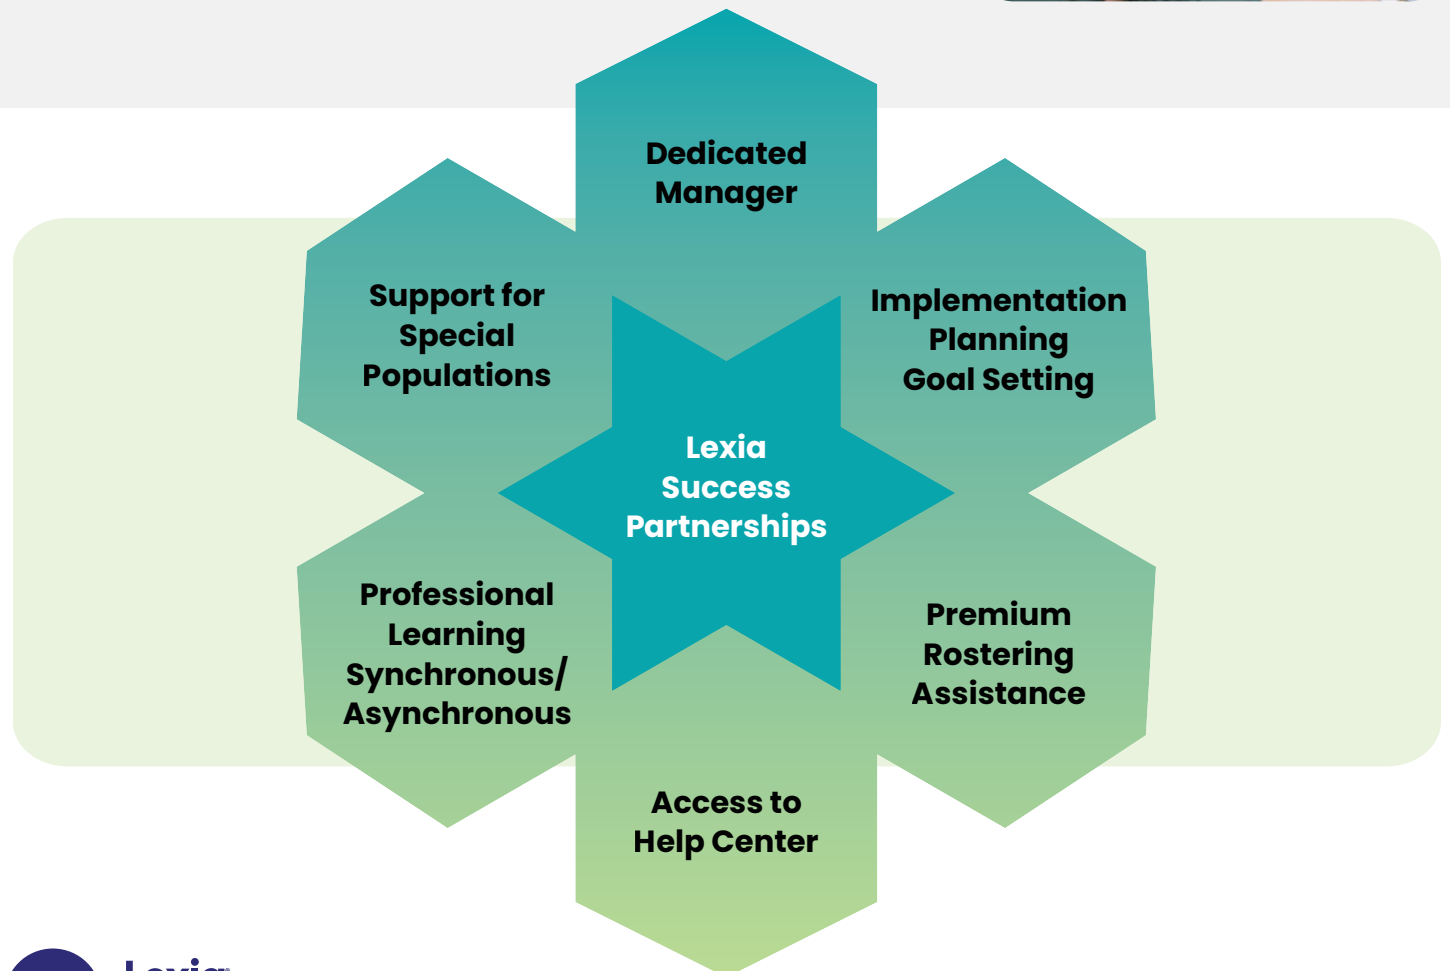 Dedicated
Manager
Support for
Special
Populations
Implementation
Planning
Goal Setting
Lexia
Success
Partnerships
Professional
Learning
Synchronous/
Asynchronous
Premium
Rostering
Assistance
Access to
Help Center
Lexia